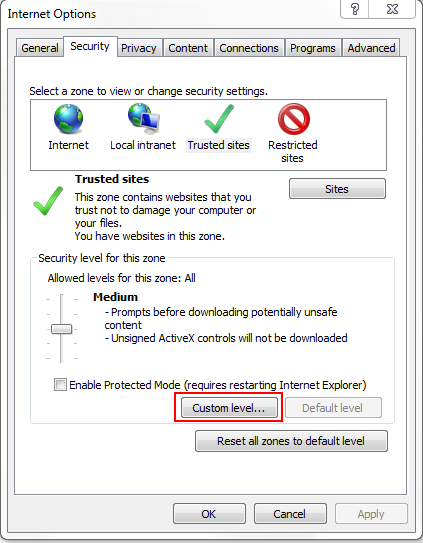 Internet Options
?
General Security Privacy Content Connections Programs Advanced
Select a zone to view or change security settings.
Internet Local intranet Trusted sites Restricted
sites
Trusted sites
Sites
This zone contains websites that you
trust not to damage your computer or
your files.
You have websites in this zone.
Security level for this zone
Allowed levels for this zone: All
Medium
- Prompts before downloading potentially unsafe
content
- Unsigned ActiveX controls will not be downloaded
Enable Protected Mode (requires restarting Internet Explorer)
Custom level... Default level
Reset all zones to default level
OK Cancel Apply